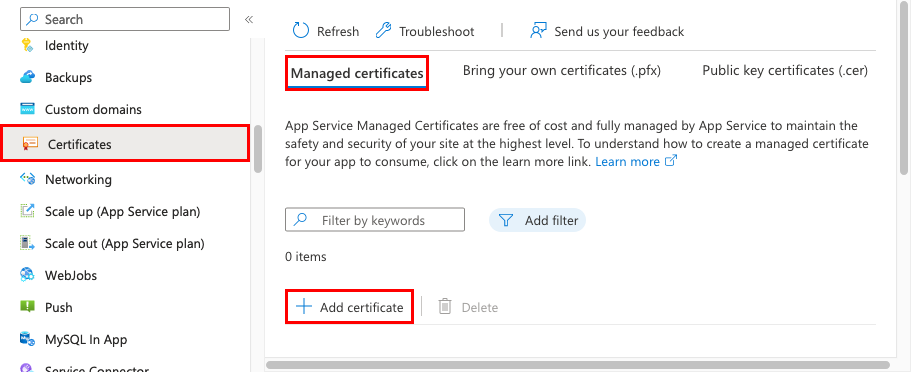 Search
«
Identity
Backups
Custom domains
Certificates
Networking
Scale up (App Service plan)
Scale out (App Service plan)
WebJobs
Push
MySQL In App
Service Connector
Refresh
Troubleshoot
Send us your feedback
Managed certificates
Bring your own certificates (.pfx)
Public key certificates (.cer)
App Service Managed Certificates are free of cost and fully managed by App Service to maintain the
safety and security of your site at the highest level. To understand how to create a managed certificate
for your app to consume, click on the learn more link. Learn more
Filter by keywords
Add filter
0 items
Add certificate
Delete